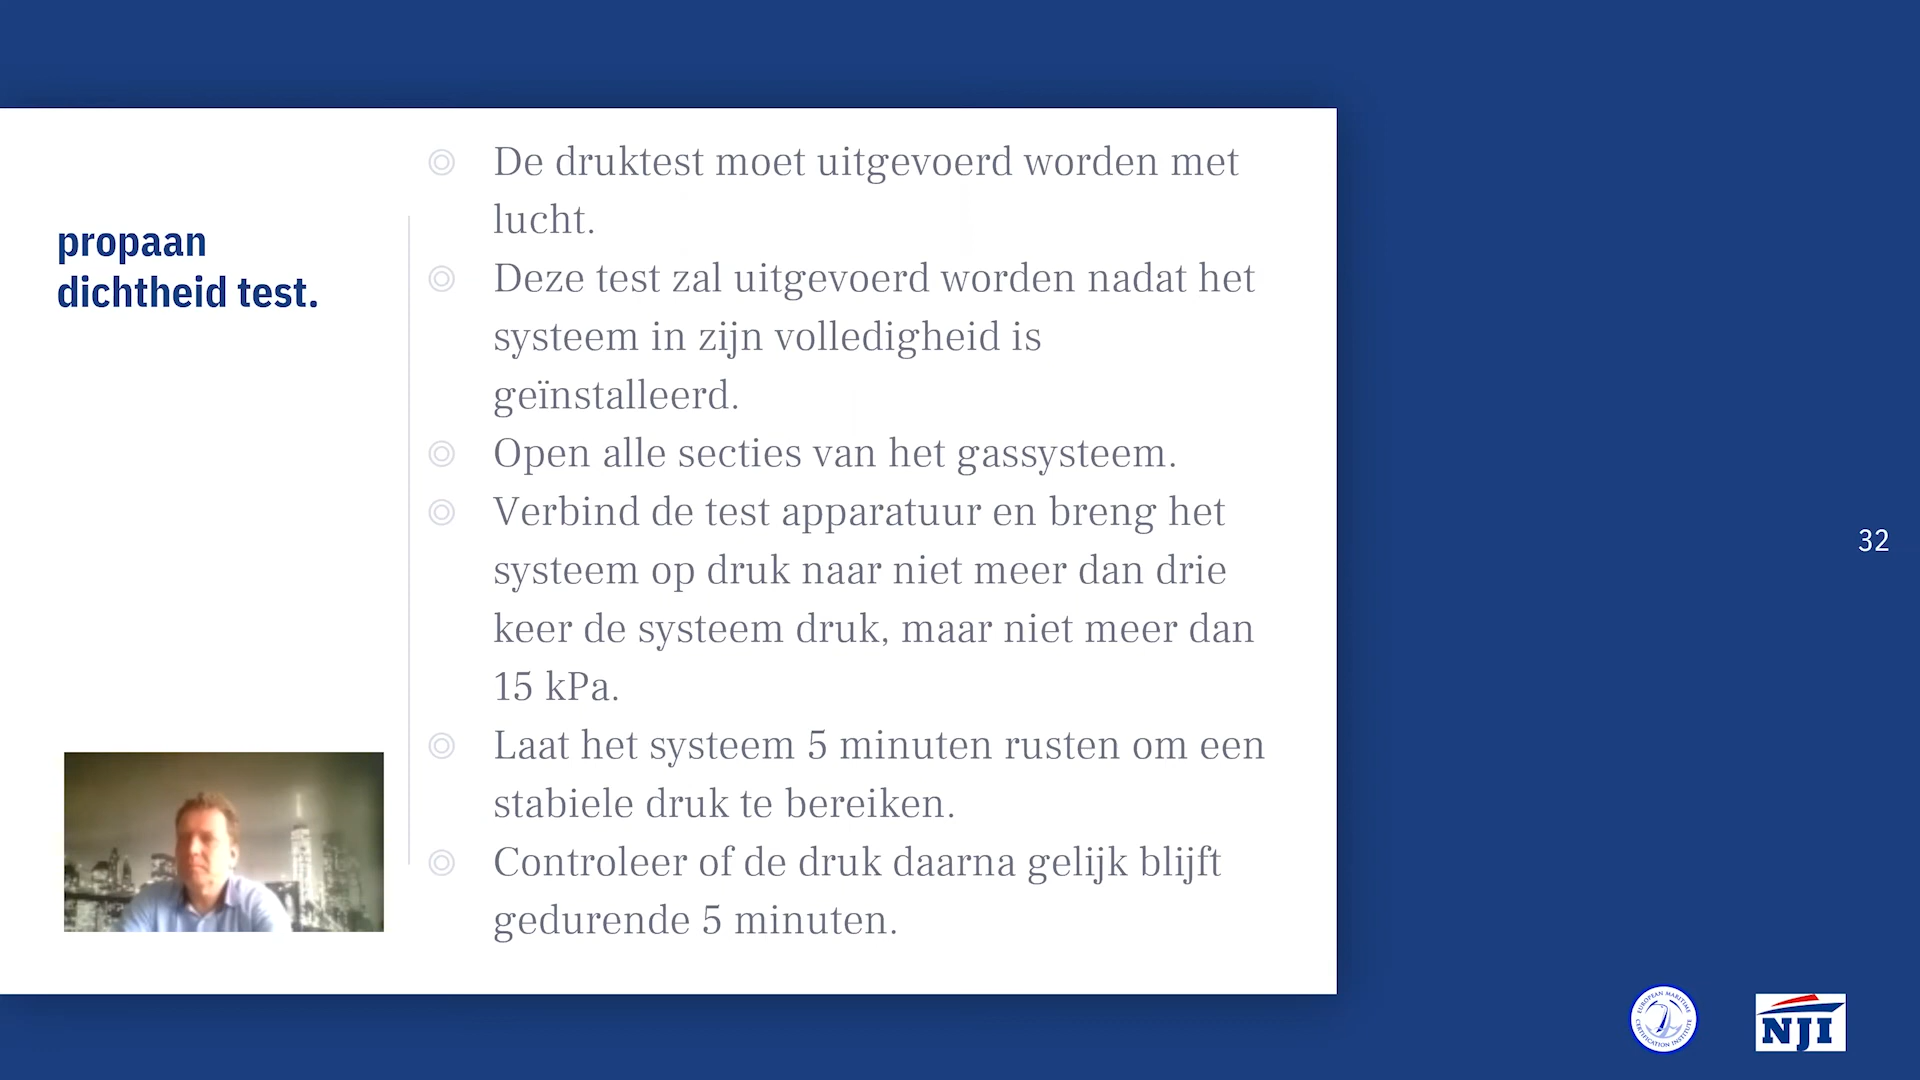 propaan
dichtheid test.
De druktest moet uitgevoerd worden met
lucht.
Deze test zal uitgevoerd worden nadat het
systeem in zijn volledigheid is
geïnstalleerd.
Open alle secties van het gassysteem.
Verbind de test apparatuur en breng het
systeem op druk naar niet meer dan drie
keer de systeem druk, maar niet meer dan
15 kPa.
Laat het systeem 5 minuten rusten om een
stabiele druk te bereiken.
Controleer of de druk daarna gelijk blijft
gedurende 5 minuten.
32
EUROPEAN MARITIME
CERTIFICATION INSTITUTE
NJI